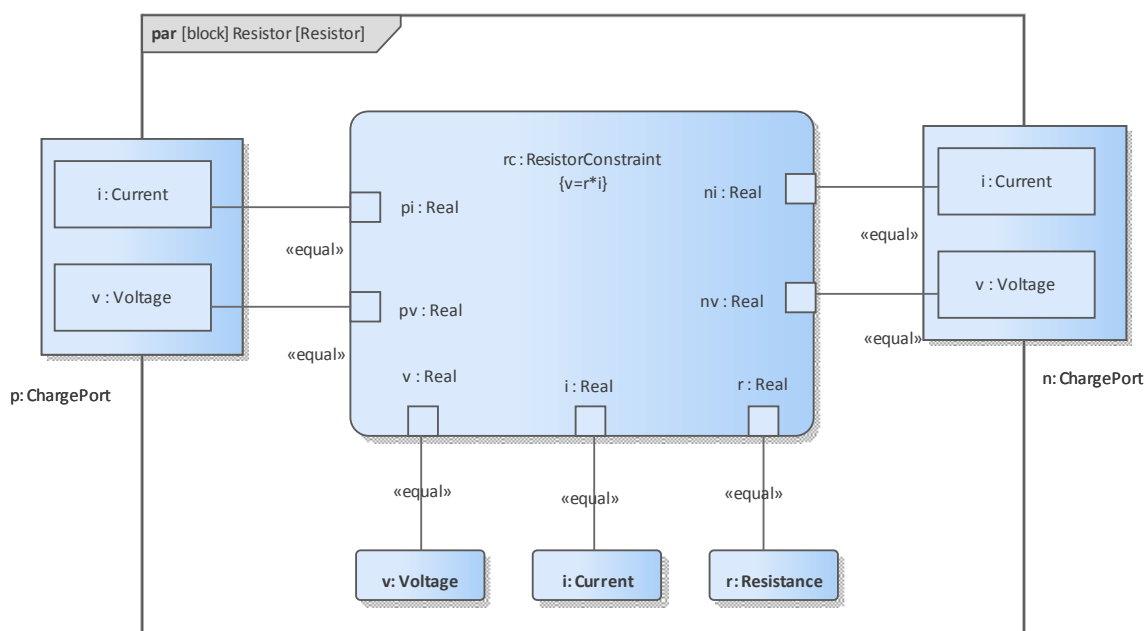 par [block] Resistor [Resistor]
rc : ResistorConstraint
{v=r*i}
i : Current
pi : Real
ni : Real
i : Current
«equal»
«equal»
v : Voltage
pv : Real
nv : Real
v : Voltage
«equal»
«equal»
p: ChargePort
n: ChargePort
v : Real
i : Real
r : Real
«equal»
«equal»
«equal»
v: Voltage
i: Current
r: Resistance